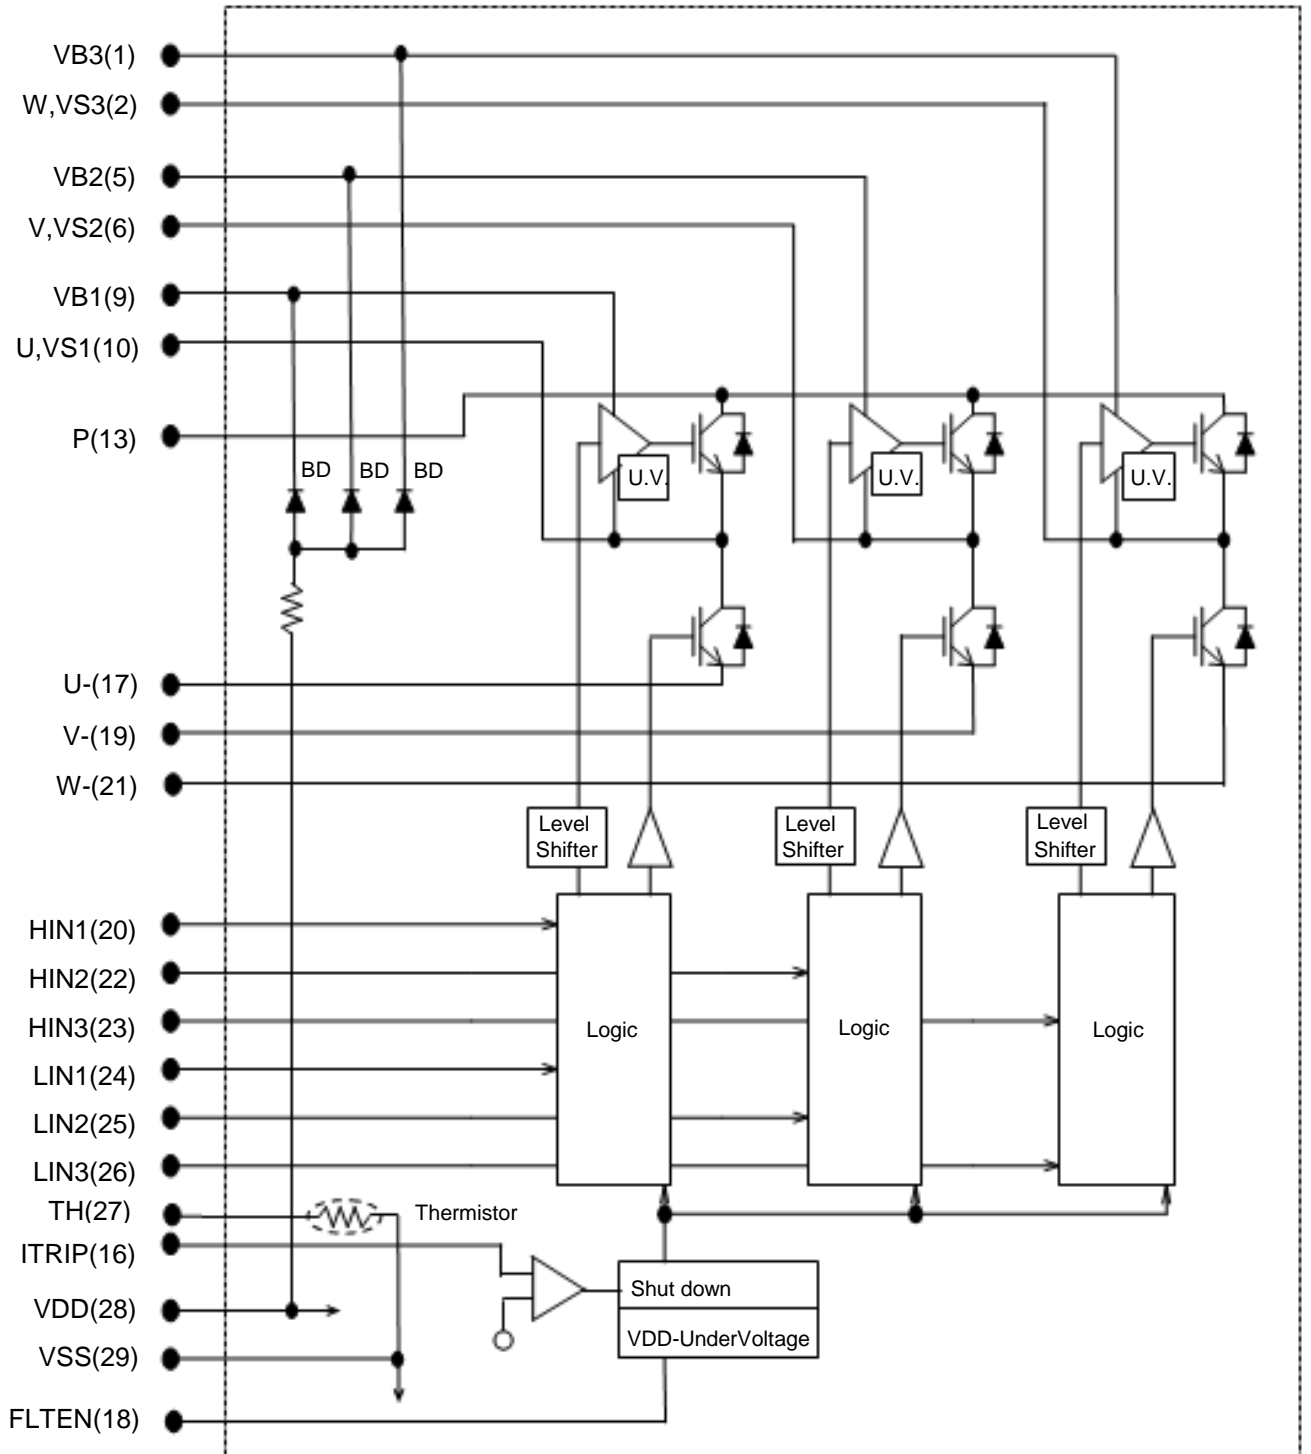 VB3(1)
W,VS3(2)
VB2(5)
V,VS2(6)
VB1(9)
U,VS1(10)
P(13)
BD
BD
BD
U.V.
U.V.
U.V.
U-(17)
V-(19)
W-(21)
Level
Shifter
Level
Shifter
Level
Shifter
HIN1(20)
HIN2(22)
HIN3(23)
Logic
Logic
Logic
LIN1(24)
LIN2(25)
LIN3(26)
TH(27)
Thermistor
ITRIP(16)
Shut down
VDD(28)
VDD-UnderVoltage
VSS(29)
FLTEN(18)